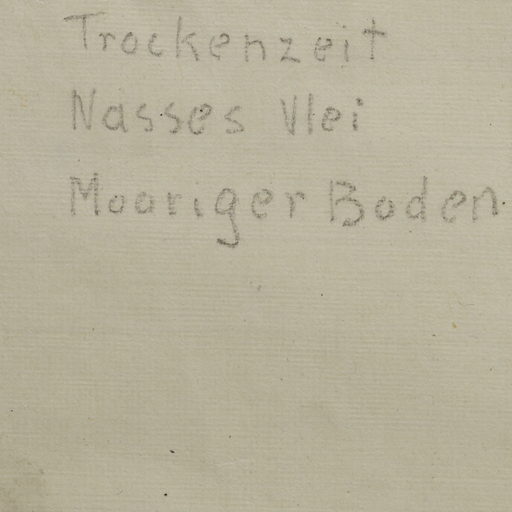 Trockenzeit
Nasses Vlei
Mooriger Boden